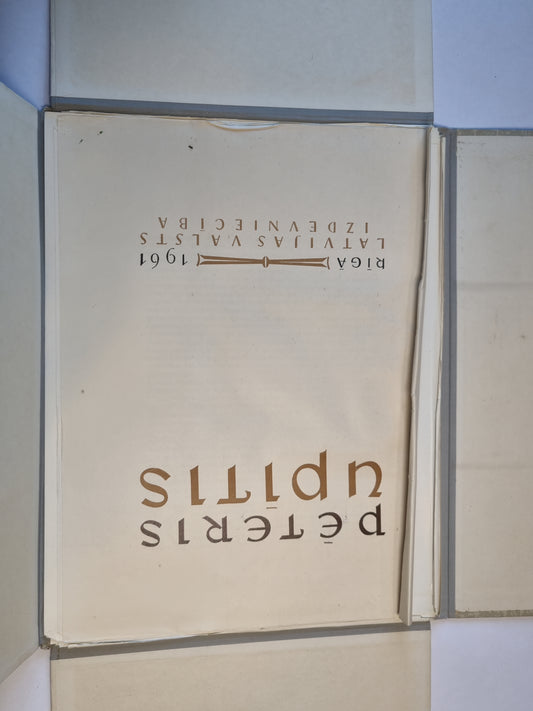 PĒTERIS
UPĪTIS
RĪGĀ 1961
LATVIJAS VALSTS
IZDEVNIECĪBA